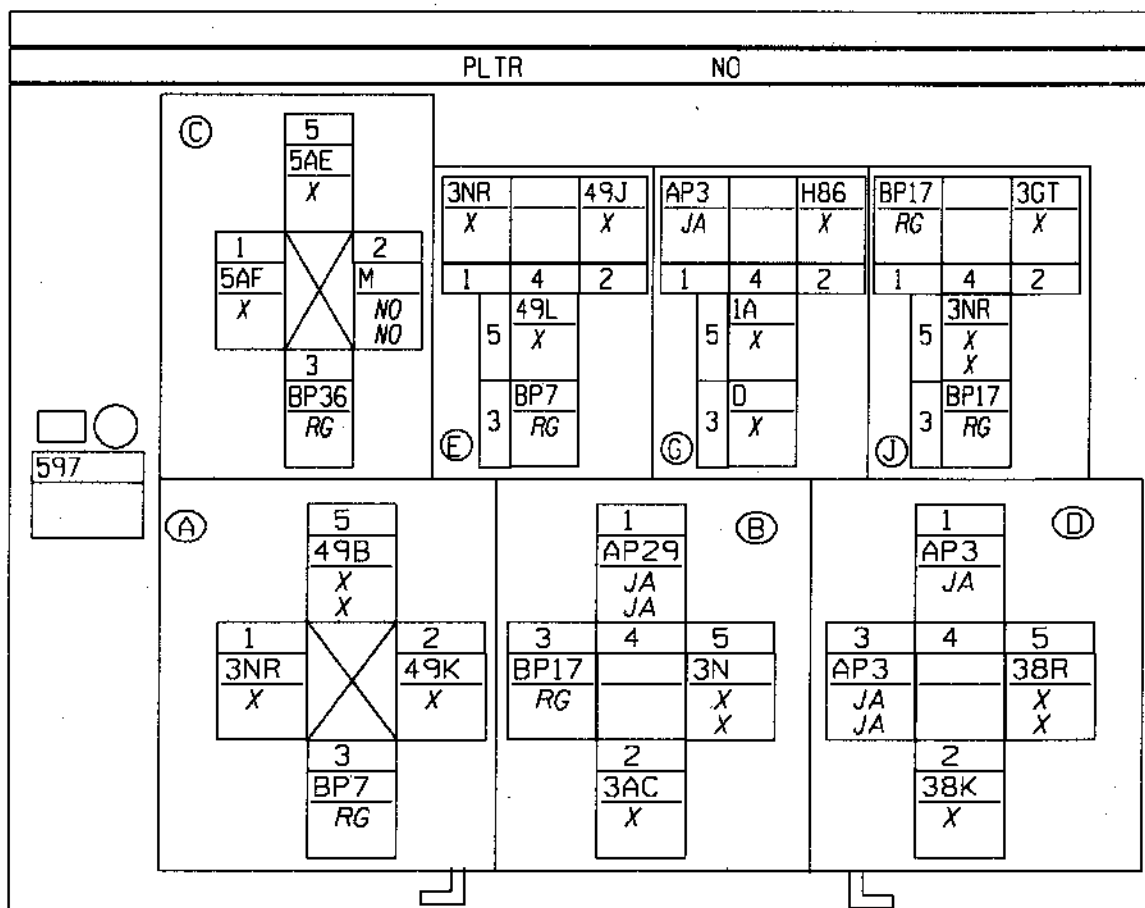 PLTR NO
C
5
5AE
X
1 2
5AF M
X NO
NO
3
BP36
RG
3NR 49J
X X
1 4 2
5 49L
X
3 BP7
RG
E
AP3 H86
JA X
1 4 2
5 1A
X
3 D
X
G
BP17 3GT
RG X
1 4 2
5 3NR
X
X
3 BP17
RG
J
597
A
5
49B
X
X
1 2
3NR 49K
X X
3
BP7
RG
B
1
AP29
JA
JA
3 4 5
BP17 3N
RG X
X
2
3AC
X
D
1
AP3
JA
3 4 5
AP3 38R
JA X
JA X
2
38K
X